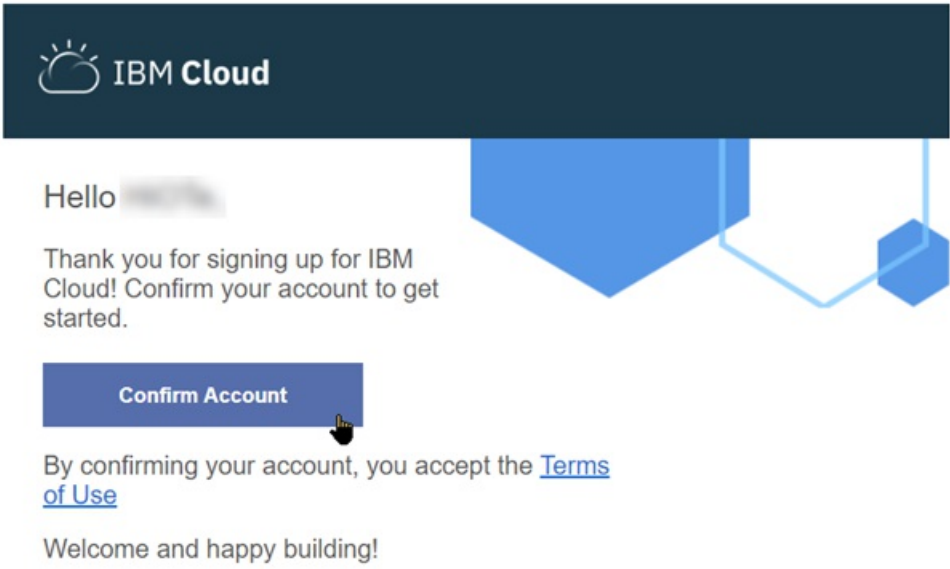 IBM Cloud
Hello
Thank you for signing up for IBM
Cloud! Confirm your account to get
started.
Confirm Account
By confirming your account, you accept the Terms
of Use
Welcome and happy building!